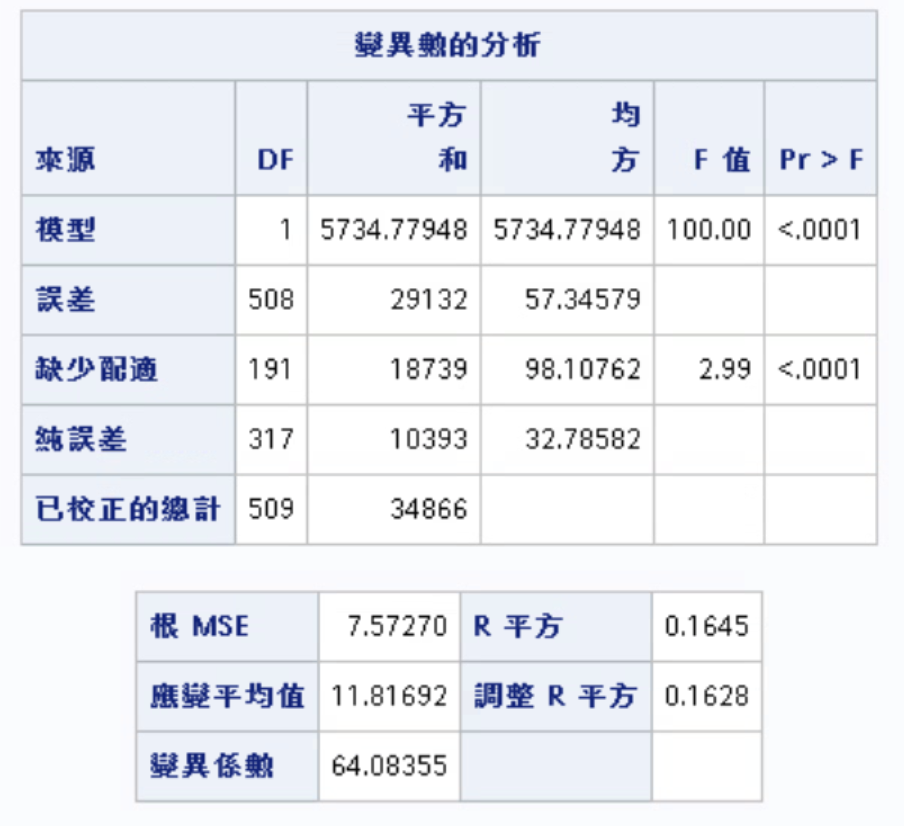 變異數的分析
來源 DF 平方和 均方 F 值 Pr > F
模型 1 5734.77948 5734.77948 100.00 <.0001
誤差 508 29132 57.34579
缺少配適 191 18739 98.10762 2.99 <.0001
純誤差 317 10393 32.78582
已校正的總計 509 34866
根 MSE 7.57270 R 平方 0.1645
應變平均值 11.81692 調整 R 平方 0.1628
變異係數 64.08355